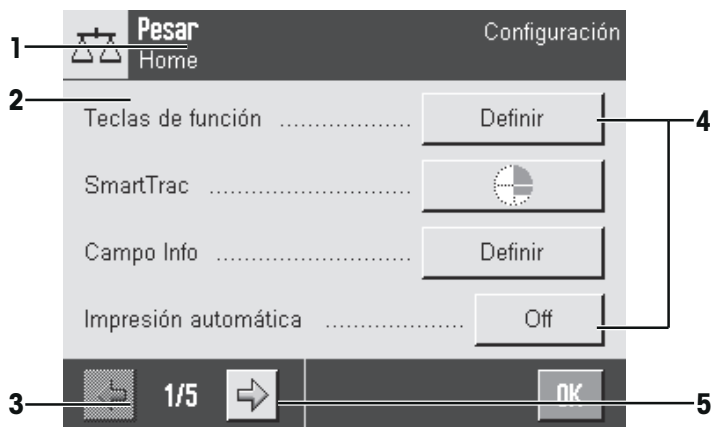 Pesar
Configuración
1
Home
2
Teclas de función .................... Definir
4
SmartTrac ..............................
Campo Info ............................ Definir
Impresión automática ..................... Off
3
1/5
OK
5